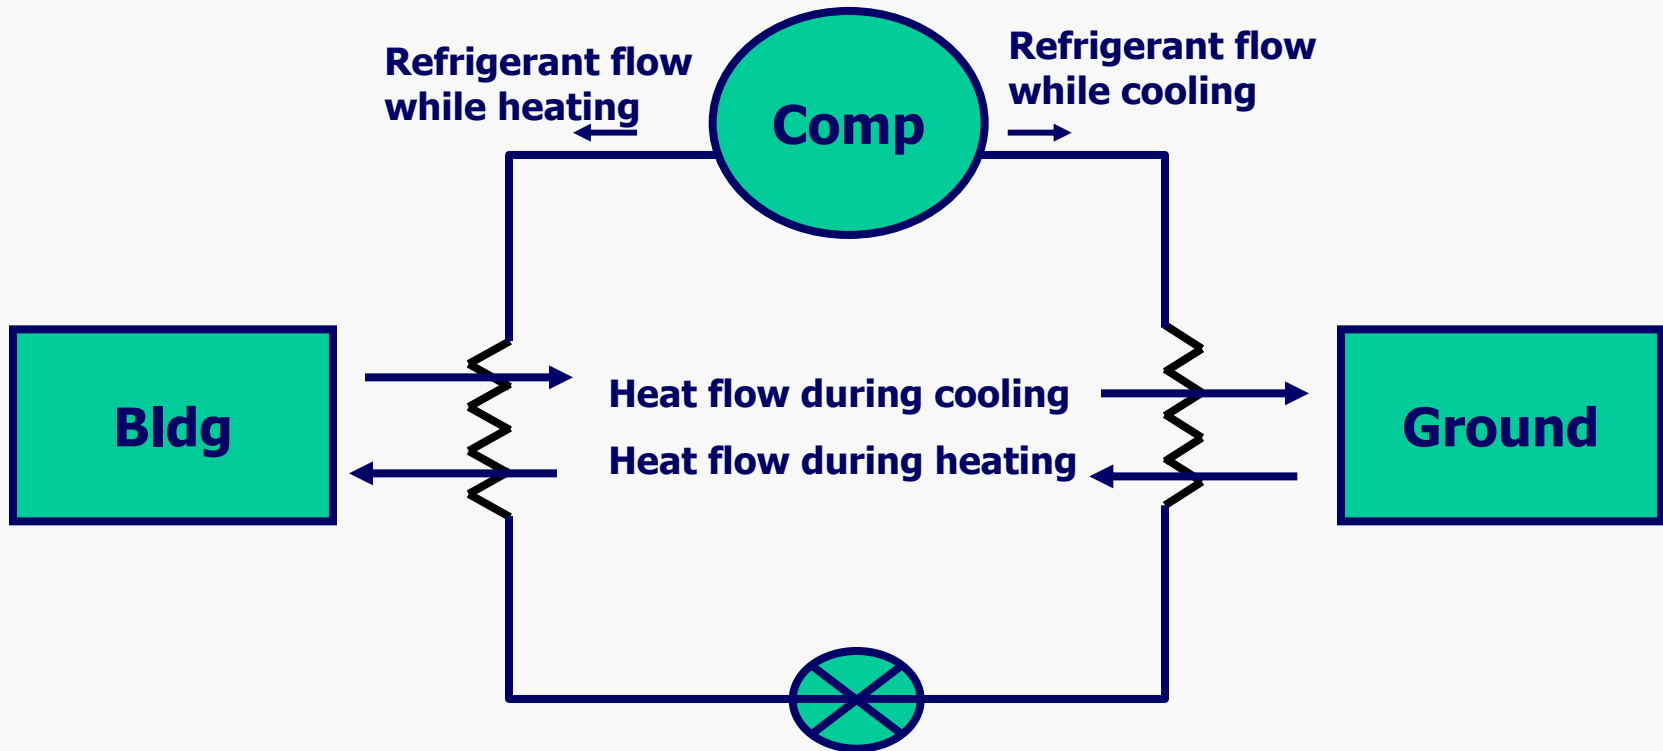 Refrigerant flow
while heating
Comp
Refrigerant flow
while cooling
Bldg
Heat flow during cooling
Heat flow during heating
Ground